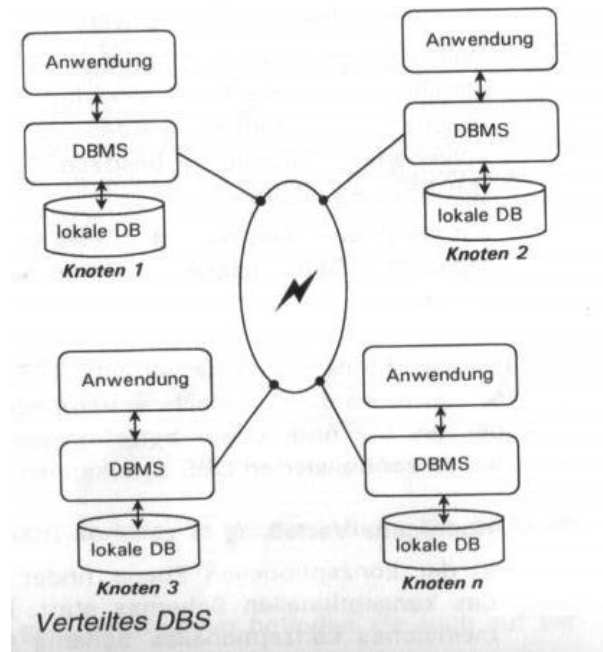 Anwendung
DBMS
lokale DB
Knoten 1
Anwendung
DBMS
lokale DB
Knoten 2
Anwendung
DBMS
lokale DB
Knoten 3
Anwendung
DBMS
lokale DB
Knoten n
Verteiltes DBS